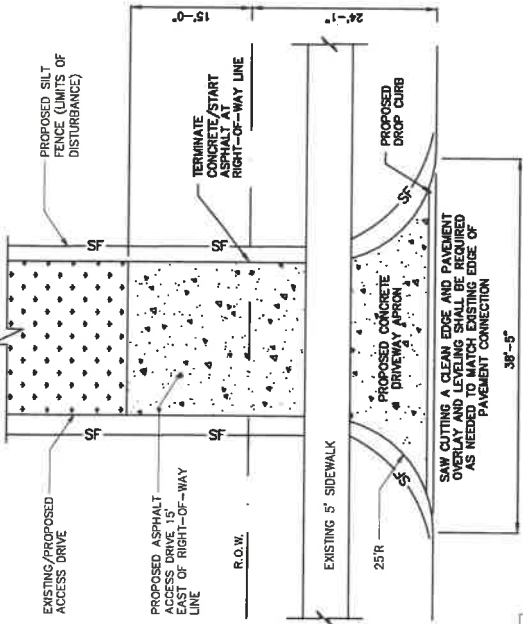 15'-0"
24'-1"
PROPOSED SILT
FENCE (LIMITS OF
DISTURBANCE)
TERMINATE
CONCRETE/START
ASPHALT AT
RIGHT-OF-WAY LINE
PROPOSED
DROP CURB
SF
SF
SF
SF
SF
SF
EXISTING/PROPOSED
ACCESS DRIVE
PROPOSED ASPHALT
ACCESS DRIVE 15'
EAST OF RIGHT-OF-WAY
LINE
R.O.W.
EXISTING 5' SIDEWALK
25'R
PROPOSED CONCRETE
DRIVEWAY APRON
SAW CUTTING A CLEAN EDGE AND PAVEMENT
OVERLAY AND LEVELING SHALL BE REQUIRED
AS NEEDED TO MATCH EXISTING EDGE OF
PAVEMENT CONNECTION
38'-5"